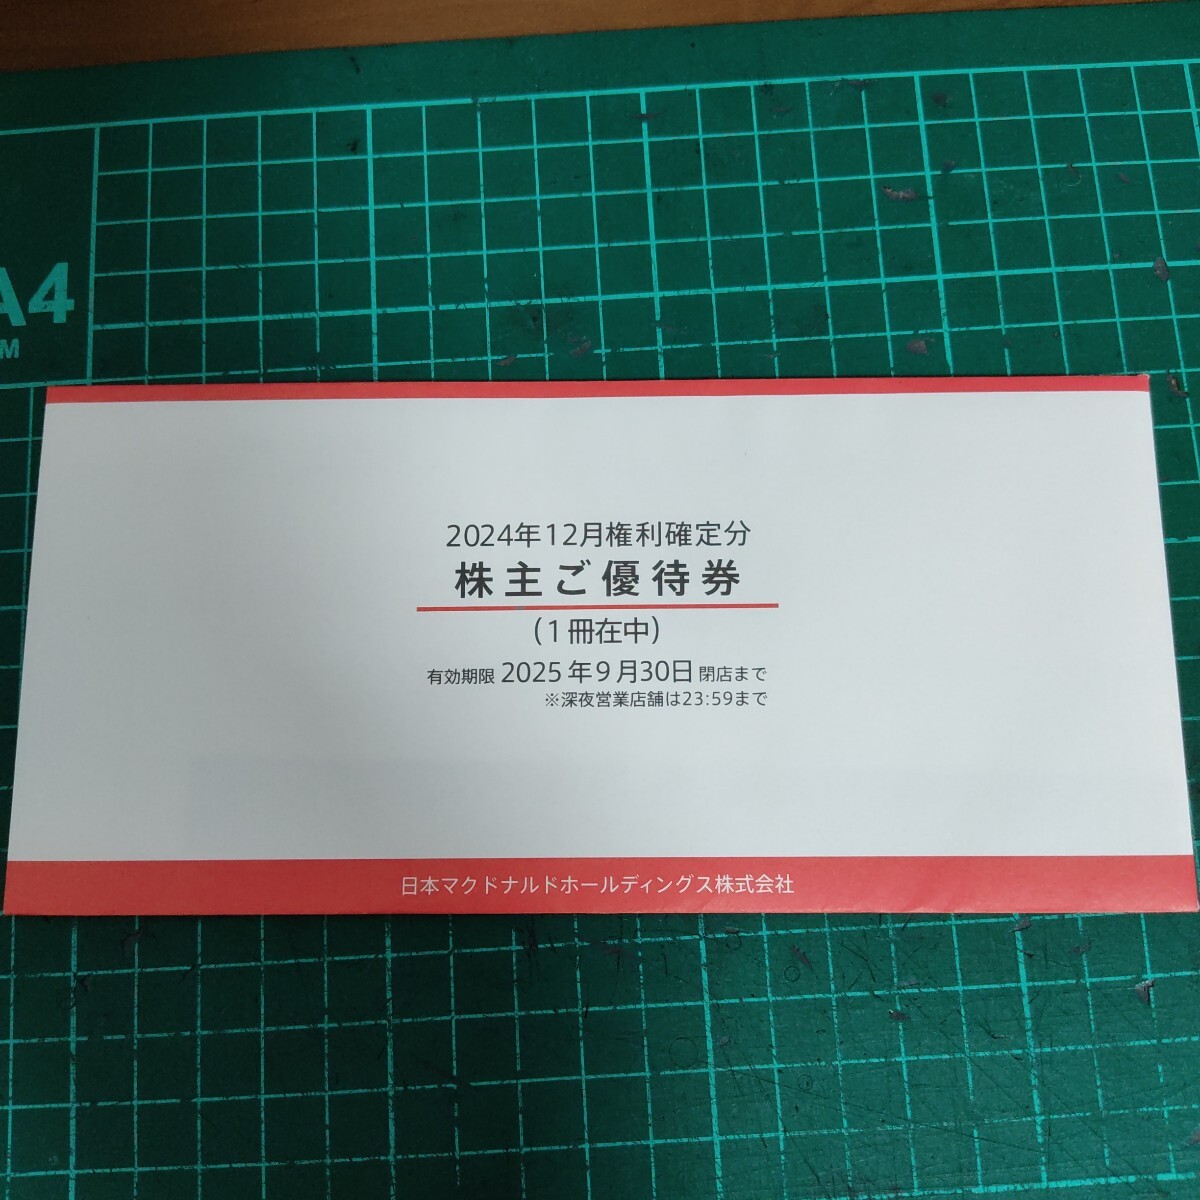 A4
2024年12月権利確定分
株主ご優待券
(1冊在中)
有効期限 2025年9月30日 閉店まで
※深夜営業店舗は23:59まで
日本マクドナルドホールディングス株式会社